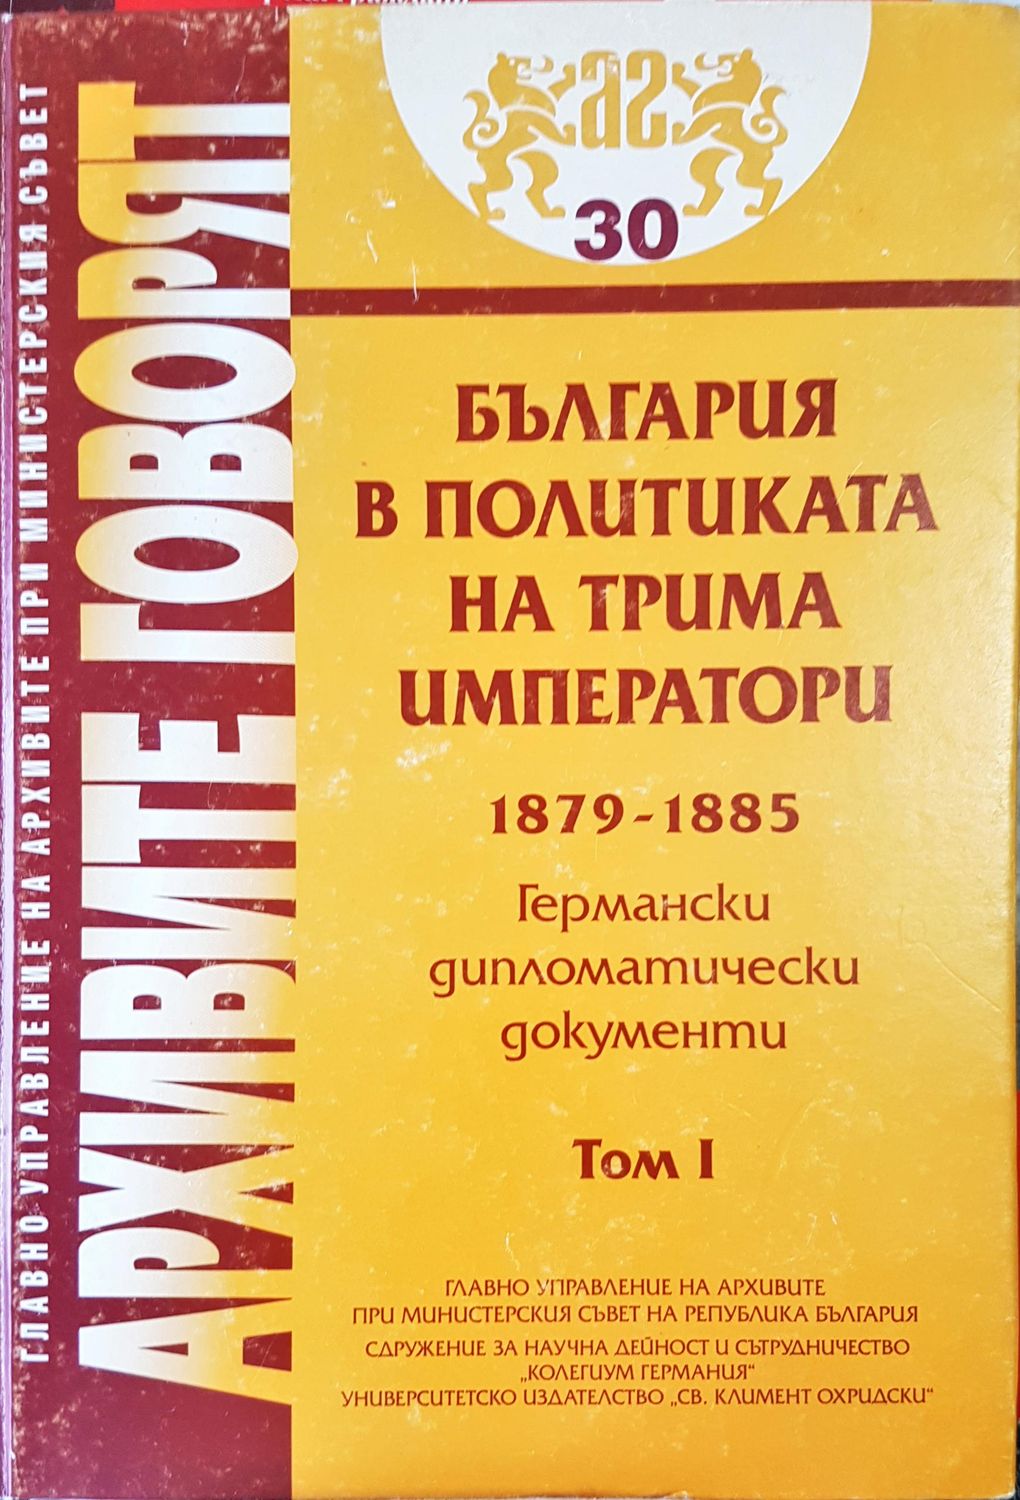 ГЛАВНО УПРАВЛЕНИЕ НА АРХИВИТЕ ПРИ МИНИСТЕРСКИЯ СЪВЕТ
АРХИВИТЕ ГОВОРЯТ
аг
30
БЪЛГАРИЯ
В ПОЛИТИКАТА
НА ТРИМА
ИМПЕРАТОРИ
1879-1885
Германски
дипломатически
документи
Том I
ГЛАВНО УПРАВЛЕНИЕ НА АРХИВИТЕ
ПРИ МИНИСТЕРСКИЯ СЪВЕТ НА РЕПУБЛИКА БЪЛГАРИЯ
СДРУЖЕНИЕ ЗА НАУЧНА ДЕЙНОСТ И СЪТРУДНИЧЕСТВО
„КОЛЕГИУМ ГЕРМАНИЯ“
УНИВЕРСИТЕТСКО ИЗДАТЕЛСТВО „СВ. КЛИМЕНТ ОХРИДСКИ“